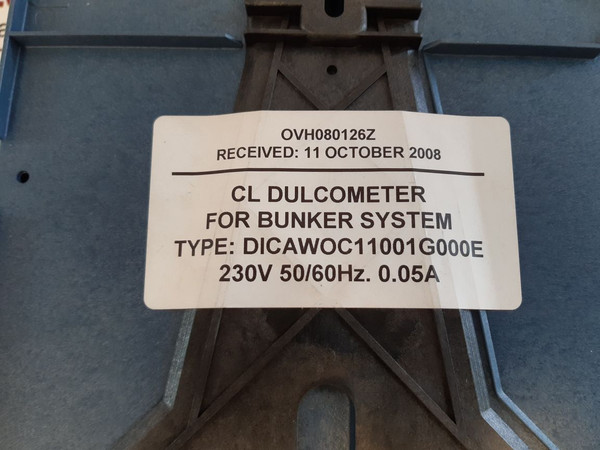 OVH080126Z
RECEIVED: 11 OCTOBER 2008
CL DULCOMETER
FOR BUNKER SYSTEM
TYPE: DICAWOC11001G000E
230V 50/60Hz. 0.05A